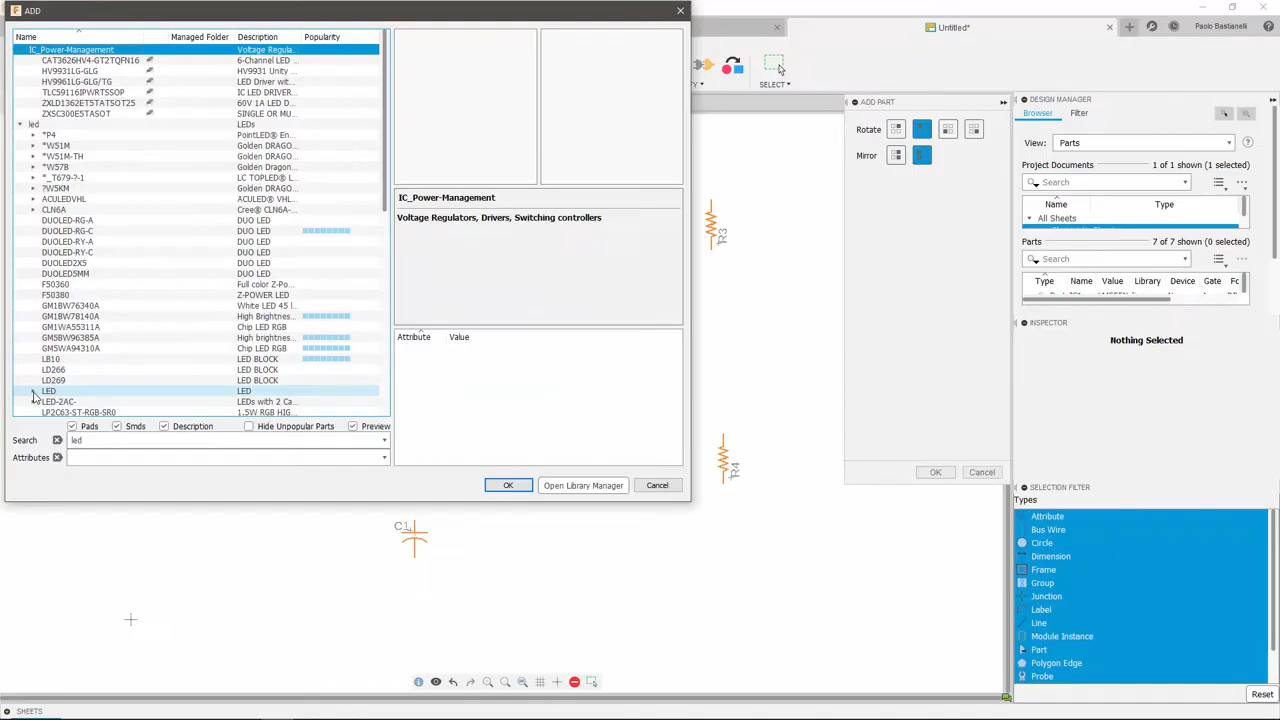 ADD
Name Managed Folder Description Popularity
IC_Power-Management Voltage Regula...
CAT3626HV4-GT2TQFN16 6-Channel LED ...
HV9931LG-GLG HV9931 Unity ...
HV9961LG-GLG/TG LED Driver wit...
TLC59116IPWRTSSOP IC LED DRIVER...
ZXLD1362ET5TATSOT25 60V 1A LED D...
ZXSC300E5TASOT SINGLE OR MU...
led LEDs
*P4 PointLED® En...
*W51M Golden DRAGO...
*W51M-TH Golden DRAGO...
*W57B Golden Dragon...
*_T679-?-1 LC TOPLED® L...
?W5KM Golden DRAGO...
ACULEDVHL ACULED® VHL...
CLN6A Cree® CLN6A-...
DUOLED-RG-A DUO LED
DUOLED-RG-C DUO LED
DUOLED-RY-A DUO LED
DUOLED-RY-C DUO LED
DUOLED2X5 DUO LED
DUOLED5MM DUO LED
F50360 Full color Z-Po...
F50380 Z-POWER LED
GM1BW76340A White LED 45 l...
GM1BW78140A High Brightnes...
GM1WA55311A Chip LED RGB
GM5BW96385A High brightnes...
GM5WA94310A Chip LED RGB
LB10 LED BLOCK
LD266 LED BLOCK
LD269 LED BLOCK
LED LED
LED-2AC- LEDs with 2 Ca...
LP2C63-ST-RGB-SR0 1.5W RGB HIG...
Pads Smds Description Hide Unpopular Parts Preview
Search led
Attributes
IC_Power-Management
Voltage Regulators, Drivers, Switching controllers
Attribute Value
OK Open Library Manager Cancel
Untitled*
Paolo Bastianelli
SELECT
ADD PART
Rotate
Mirror
OK Cancel
R3
R4
C1
DESIGN MANAGER
Browser Filter
View: Parts
Project Documents 1 of 1 shown (1 selected)
Search
Name Type
All Sheets
Parts 7 of 7 shown (0 selected)
Search
Type Name Value Library Device Gate
INSPECTOR
Nothing Selected
SELECTION FILTER
Types
Attribute
Bus Wire
Circle
Dimension
Frame
Group
Junction
Label
Line
Module Instance
Part
Polygon Edge
Probe
Reset
SHEETS